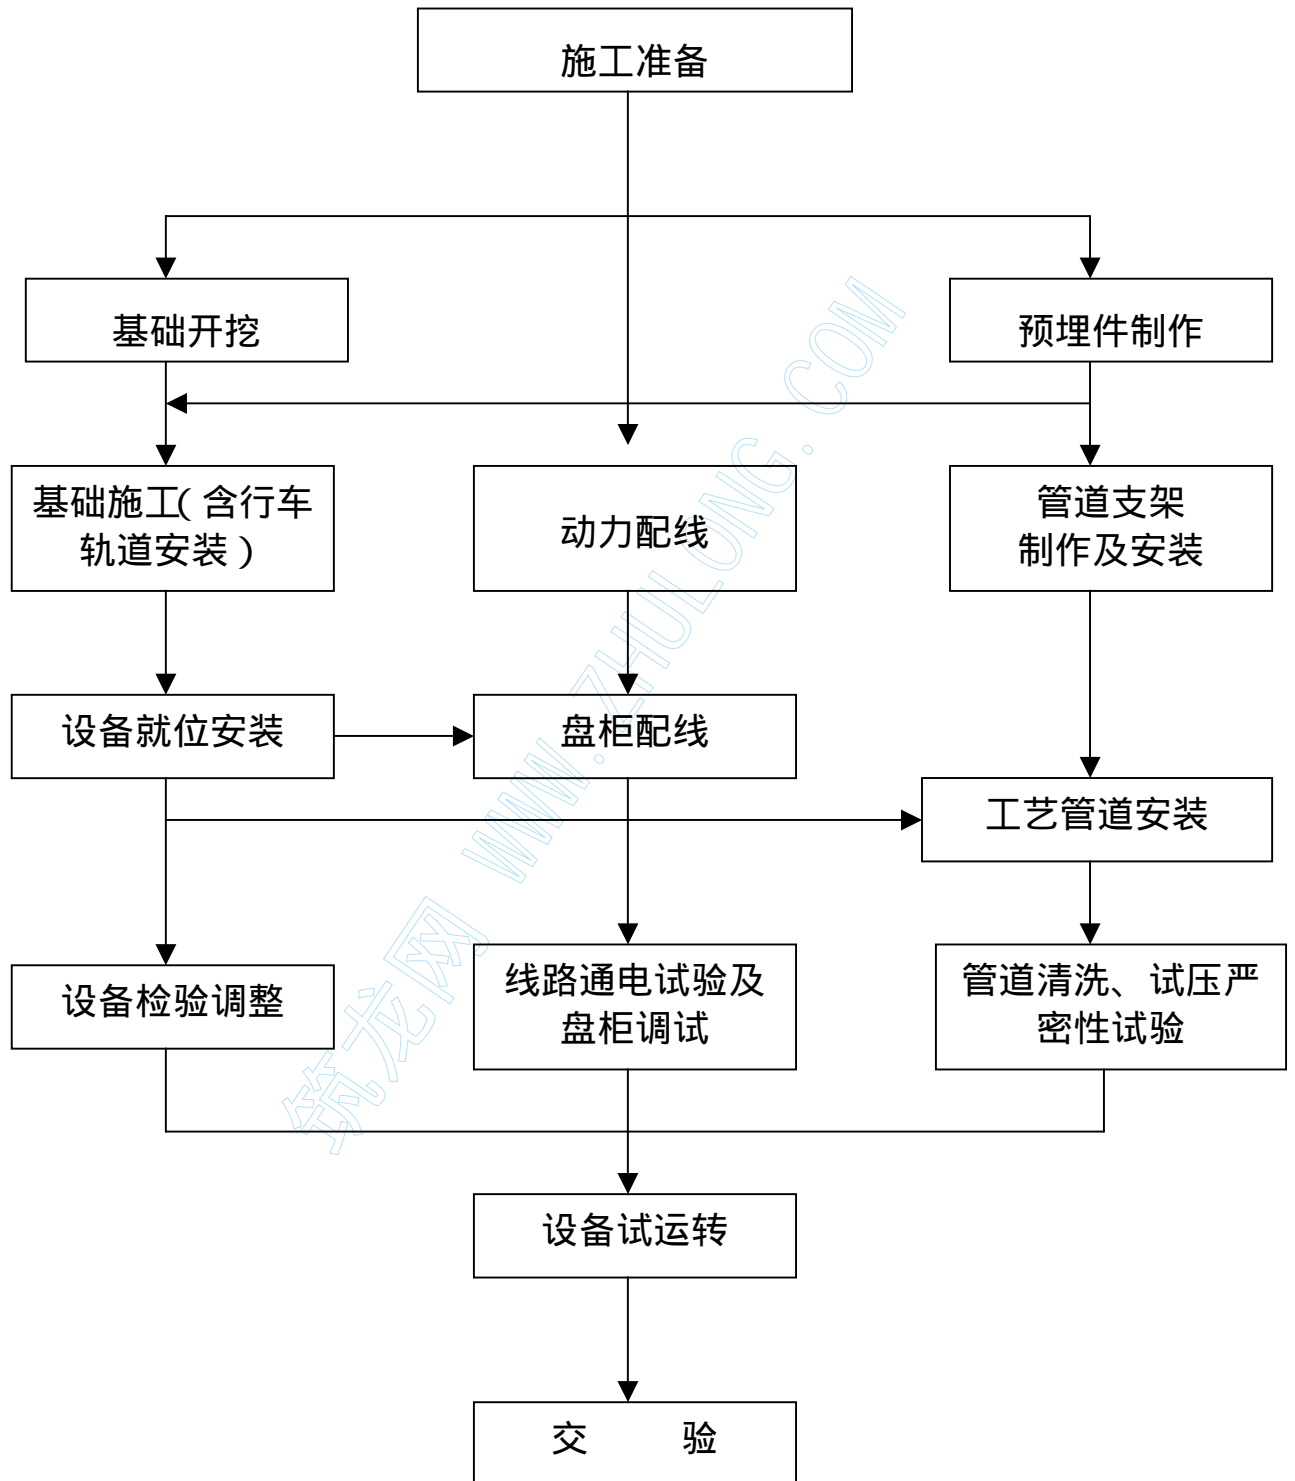 施工准备
基础开挖
预埋件制作
基础施工(含行车
轨道安装)
动力配线
管道支架
制作及安装
设备就位安装
盘柜配线
工艺管道安装
设备检验调整
线路通电试验及
盘柜调试
管道清洗、试压严
密性试验
设备试运转
交 验
筑龙网 WWW.ZHULONG.COM